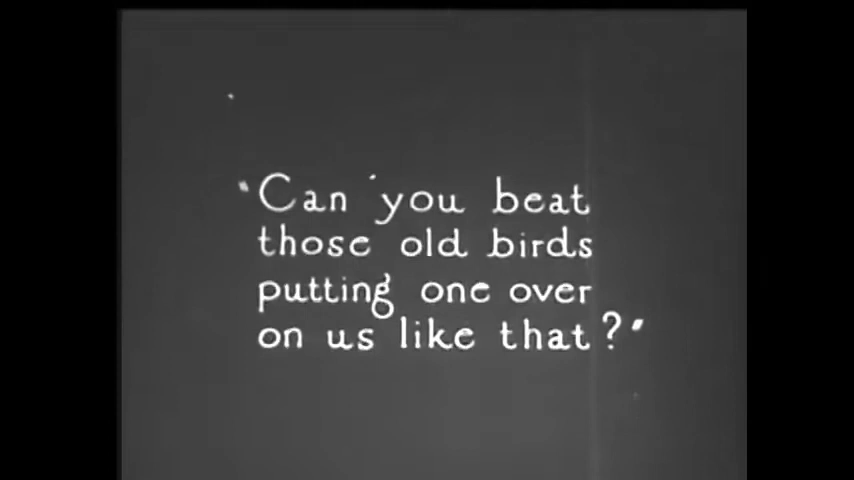 "Can you beat
those old birds
putting one over
on us like that?"